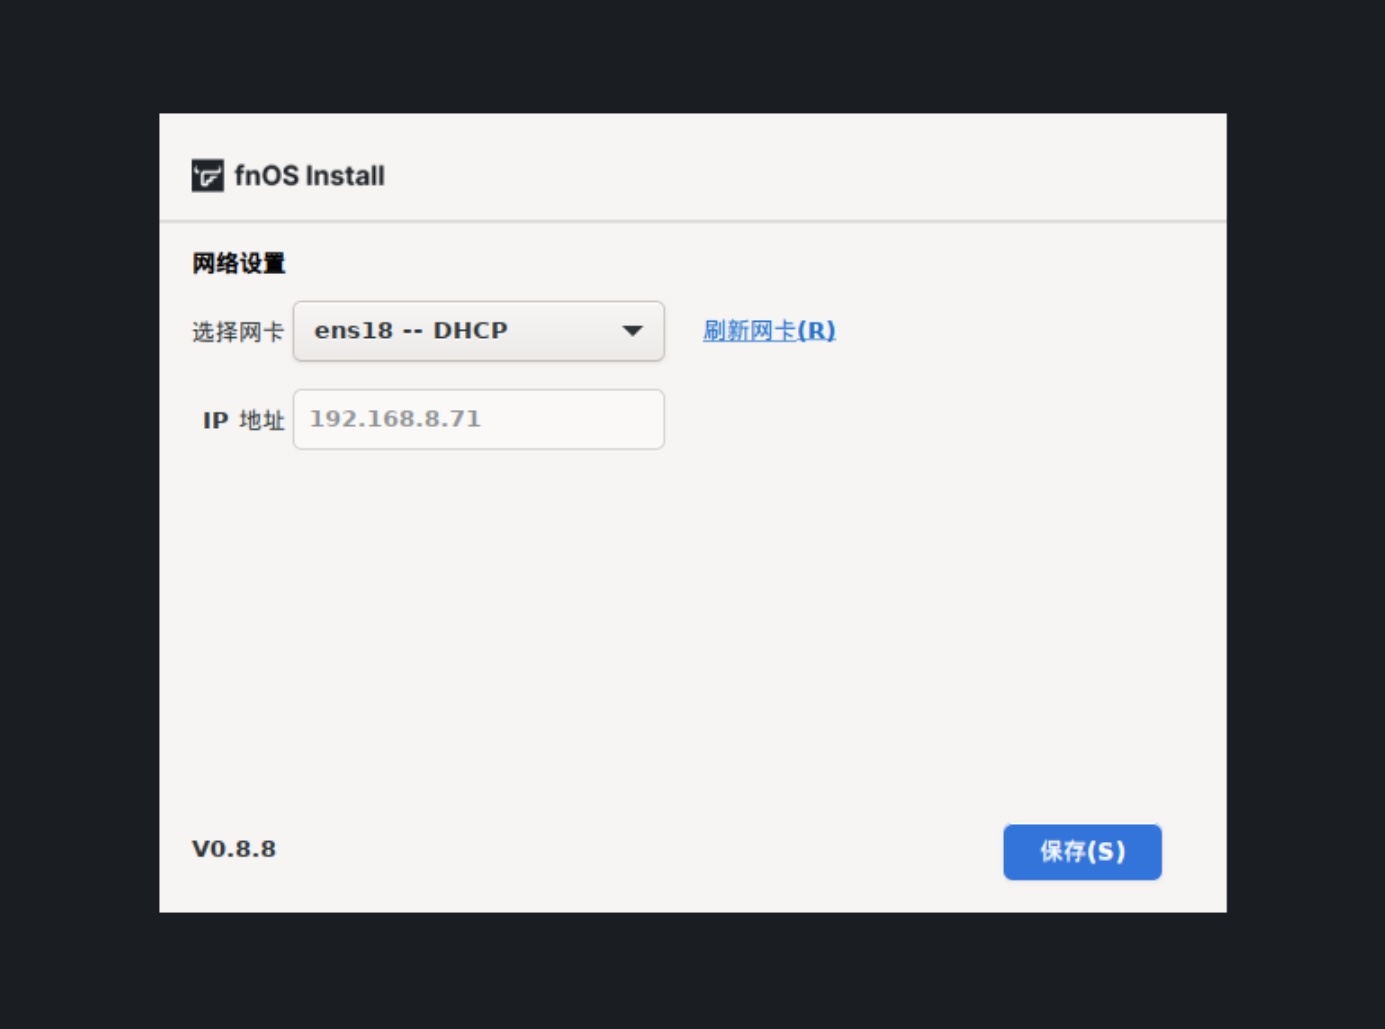 fnOS Install
网络设置
选择网卡 ens18 -- DHCP 刷新网卡(R)
IP 地址 192.168.8.71
V0.8.8 保存(S)